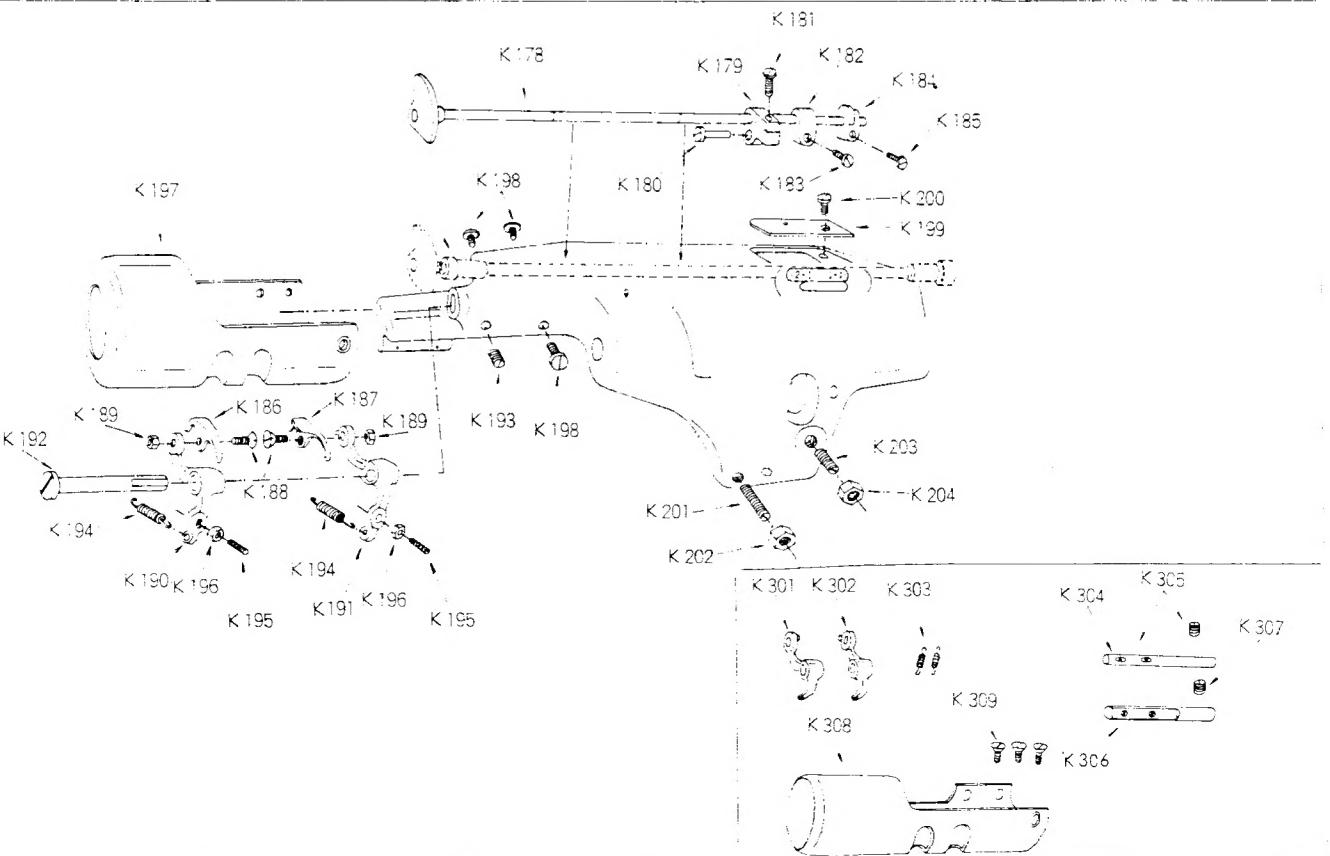 K 181
K 178
K 179
K 182
K 184
K 185
K 180
K 183
K 197
K 198
K 200
K 199
K 189
K 186
K 187
K 189
K 193
K 198
K 192
K 188
K 203
K 204
K 194
K 201
K 202
K 190
K 196
K 194
K 191
K 196
K 195
K 195
K 301
K 302
K 303
K 304
K 305
K 307
K 309
K 308
K 306